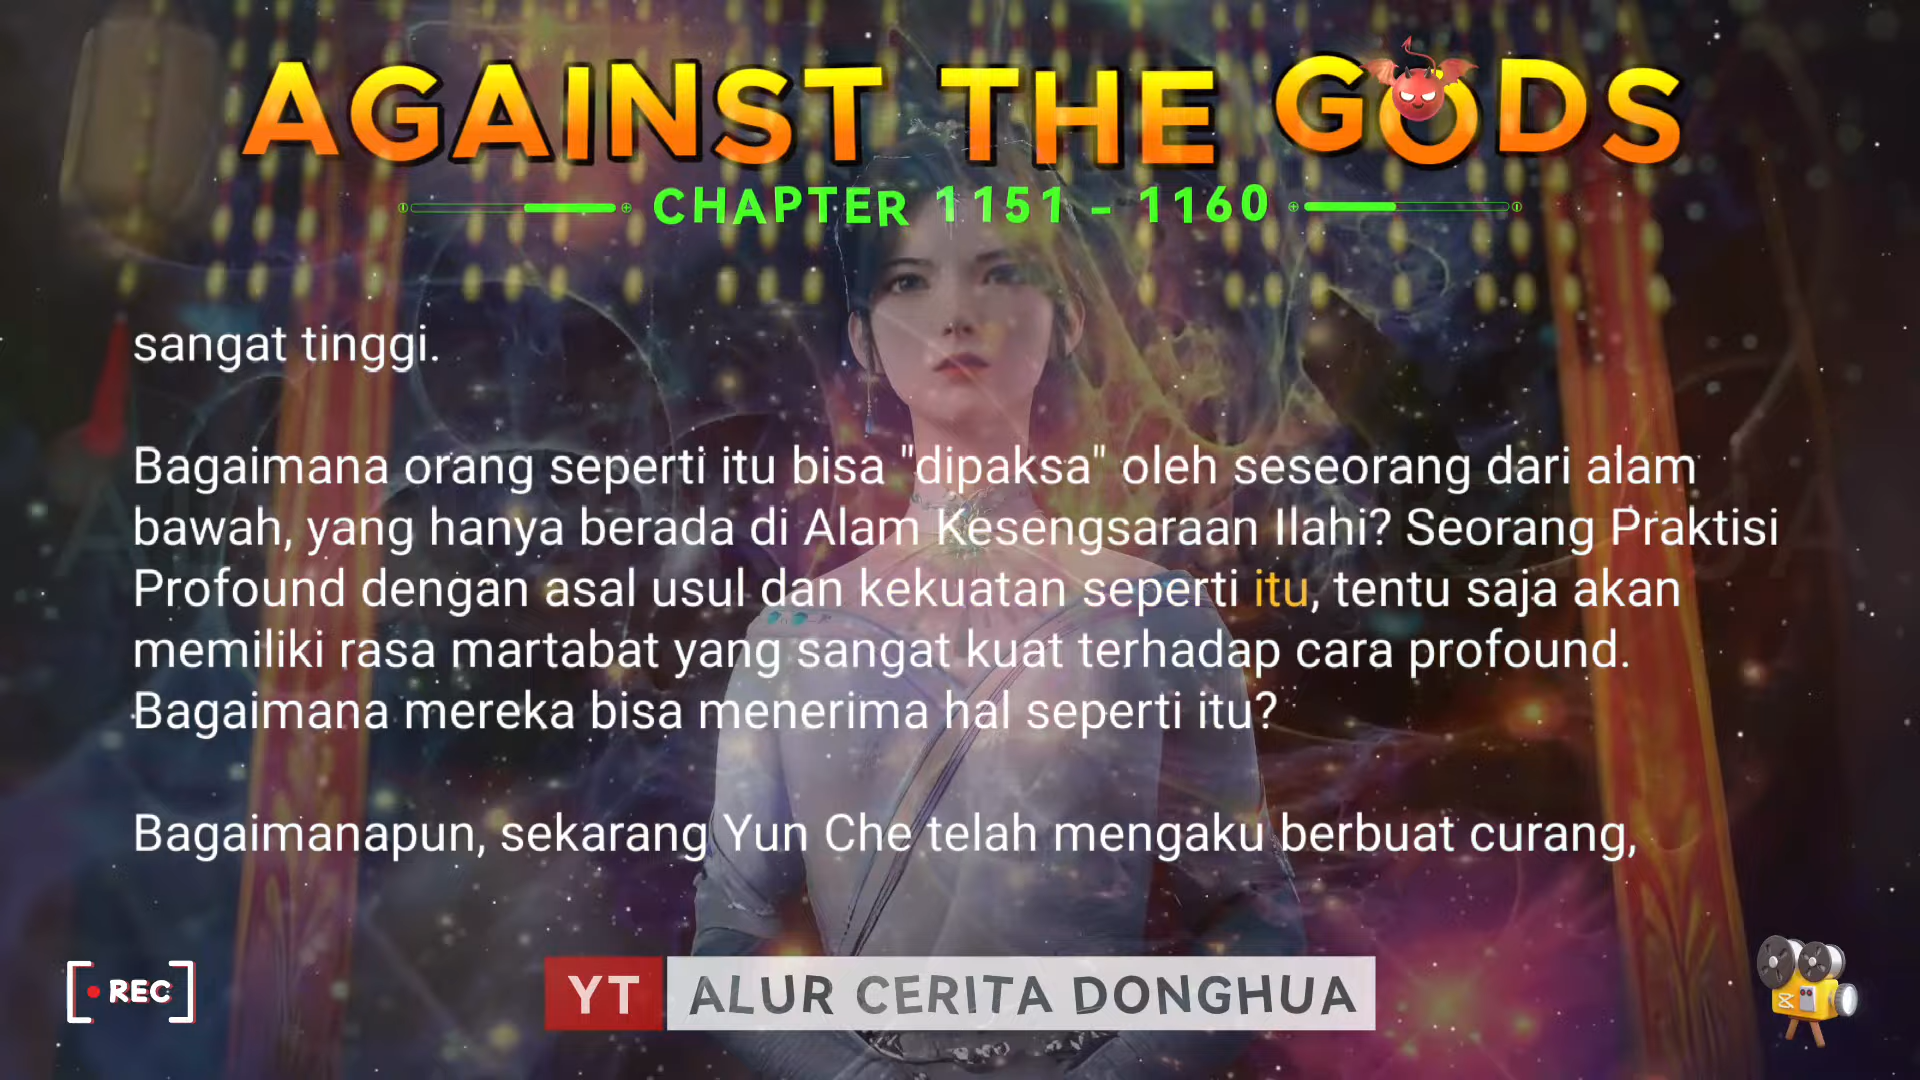 AGAINST THE GODS
CHAPTER 1151 - 1160
sangat tinggi.
Bagaimana orang seperti itu bisa "dipaksa" oleh seseorang dari alam
bawah, yang hanya berada di Alam Kesengsaraan Ilahi? Seorang Praktisi
Profound dengan asal usul dan kekuatan seperti itu, tentu saja akan
memiliki rasa martabat yang sangat kuat terhadap cara profound.
Bagaimana mereka bisa menerima hal seperti itu?
Bagaimanapun, sekarang Yun Che telah mengaku berbuat curang,
REC
YT ALUR CERITA DONGHUA